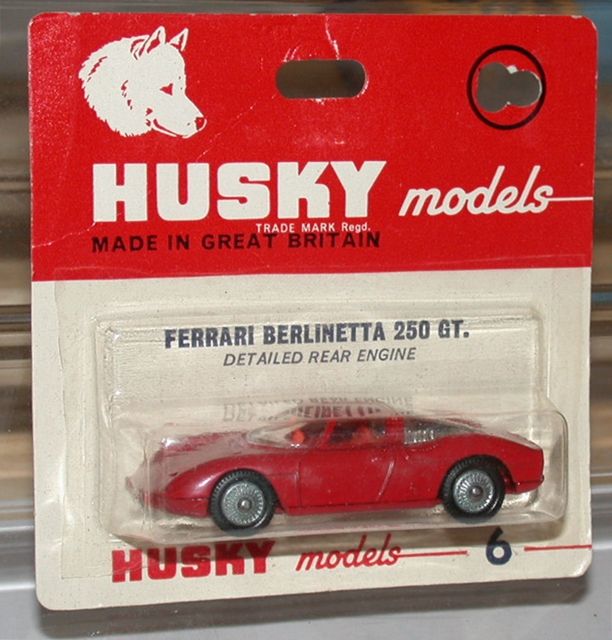 HUSKY models
TRADE MARK Regd.
MADE IN GREAT BRITAIN
FERRARI BERLINETTA 250 GT.
DETAILED REAR ENGINE
HUSKY models 6